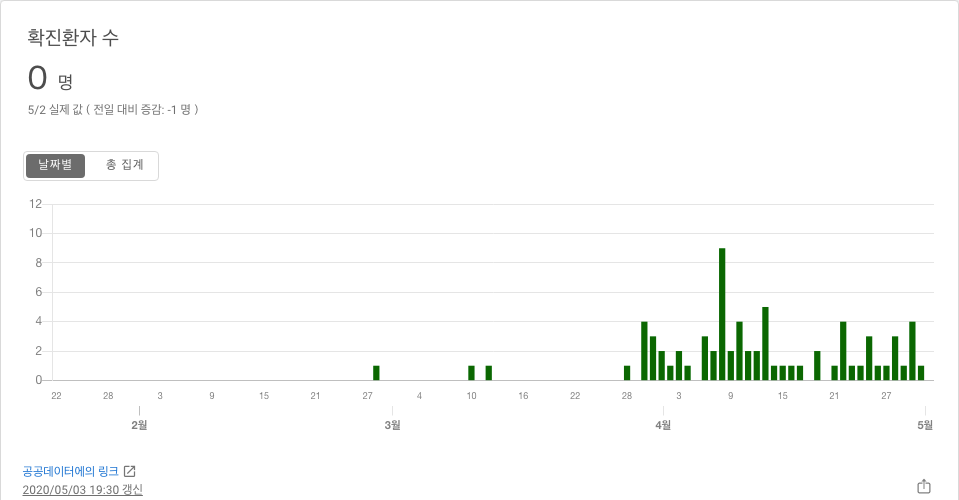 확진환자 수
0 명
5/2 실제 값 ( 전일 대비 증감: -1 명 )
날짜별 총 집계
12
10
8
6
4
2
0
22 28 3 9 15 21 27 4 10 16 22 28 3 9 15 21 27
2월 3월 4월 5월
공공데이터에의 링크
2020/05/03 19:30 갱신